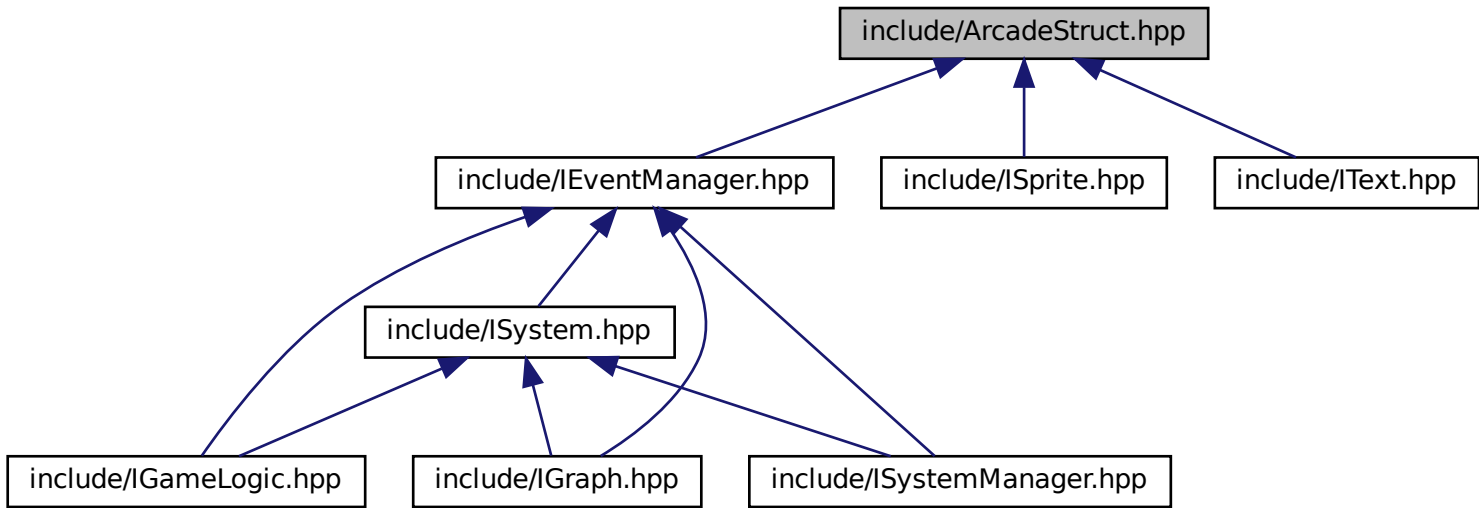 include/ArcadeStruct.hpp
include/IEventManager.hpp
include/ISprite.hpp
include/IText.hpp
include/ISystem.hpp
include/IGameLogic.hpp
include/IGraph.hpp
include/ISystemManager.hpp